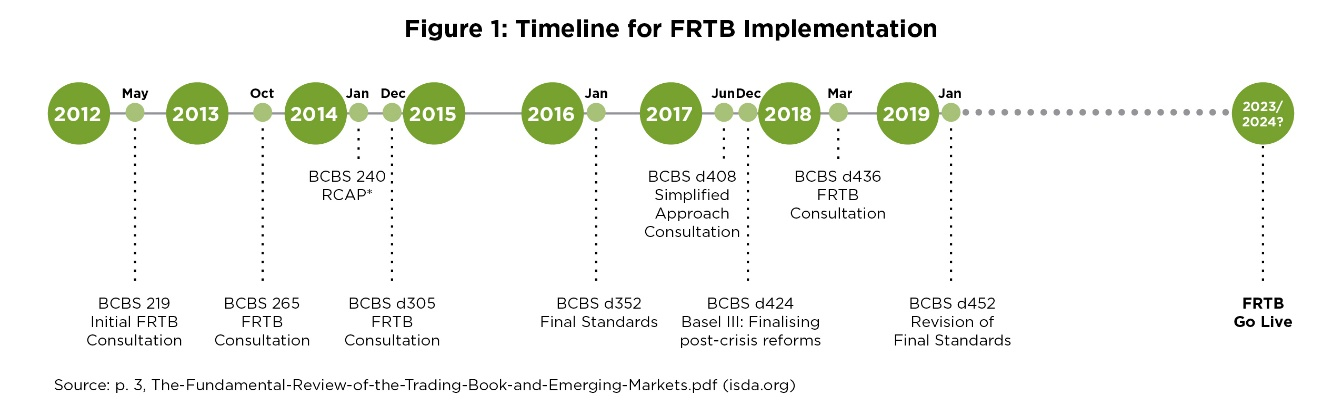 Figure 1: Timeline for FRTB Implementation
May Oct Jan Dec Jan Jun Dec Mar Jan
2012 2013 2014 2015 2016 2017 2018 2019 2023/
2024?
BCBS 240
RCAP*
BCBS d408
Simplified
Approach
Consultation
BCBS d436
FRTB
Consultation
BCBS 219
Initial FRTB
Consultation
BCBS 265
FRTB
Consultation
BCBS d305
FRTB
Consultation
BCBS d352
Final Standards
BCBS d424
Basel III: Finalising
post-crisis reforms
BCBS d452
Revision of
Final Standards
FRTB
Go Live
Source: p. 3, The-Fundamental-Review-of-the-Trading-Book-and-Emerging-Markets.pdf (isda.org)